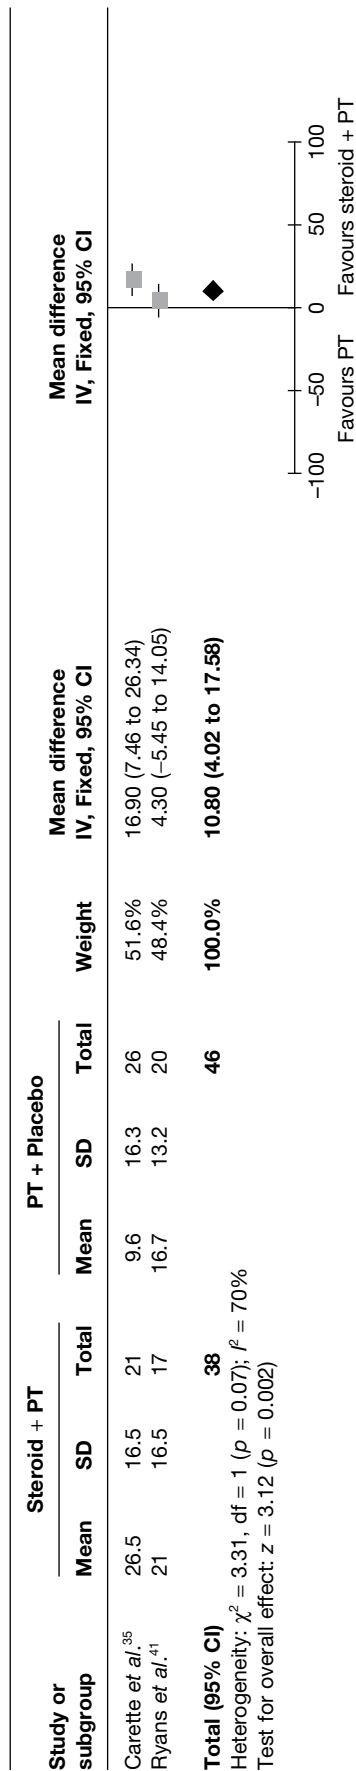 Steroid + PT PT + Placebo
Study or Mean difference Mean difference
subgroup Mean SD Total Mean SD Total Weight IV, Fixed, 95% CI IV, Fixed, 95% CI
Carette et al.35 26.5 16.5 21 9.6 16.3 26 51.6% 16.90 (7.46 to 26.34)
Ryans et al.41 21 16.5 17 16.7 13.2 20 48.4% 4.30 (−5.45 to 14.05)
Total (95% CI) 38 46 100.0% 10.80 (4.02 to 17.58)
Heterogeneity: χ2 = 3.31, df = 1 (p = 0.07); I2 = 70%
Test for overall effect: z = 3.12 (p = 0.002)
−100 −50 0 50 100
Favours PT Favours steroid + PT